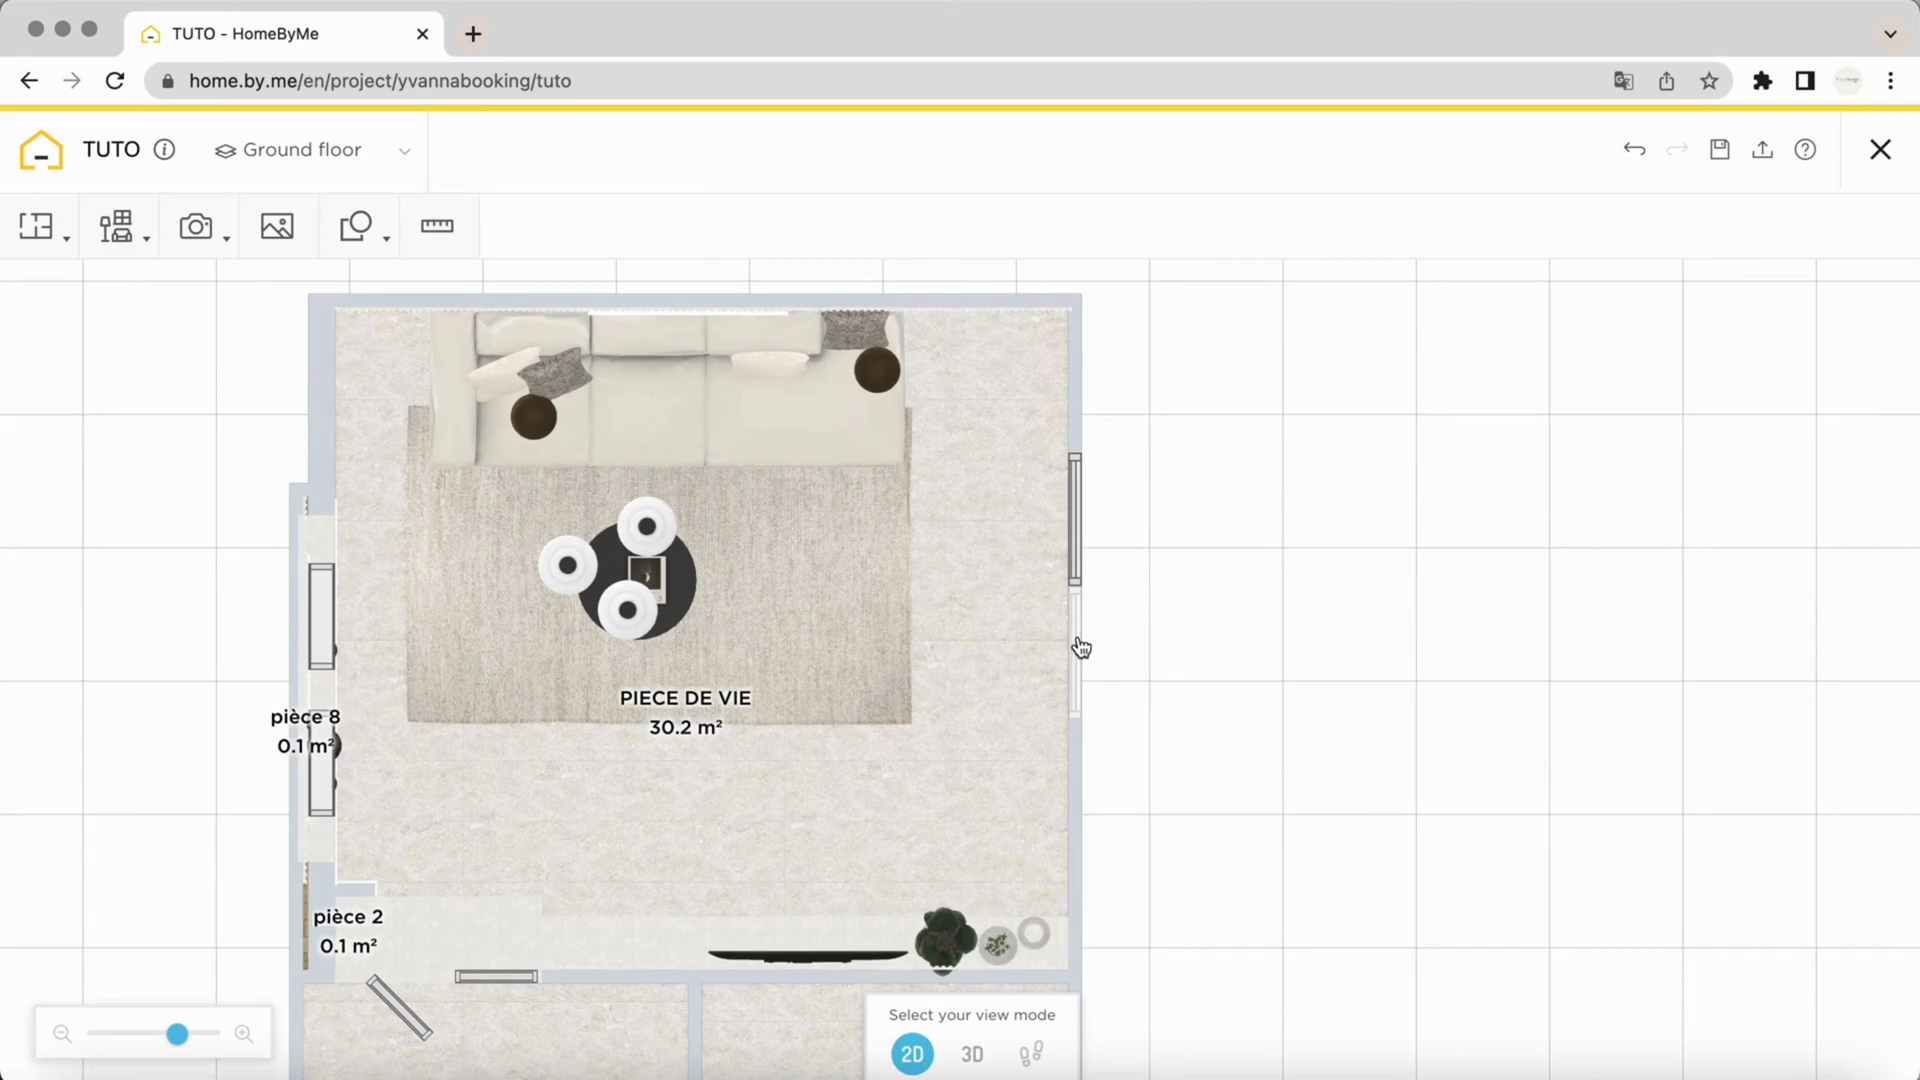 TUTO - HomeByMe
home.by.me/en/project/yvannabooking/tuto
TUTO
Ground floor
PIECE DE VIE
30.2 m²
pièce 8
0.1 m²
pièce 2
0.1 m²
Select your view mode
2D 3D